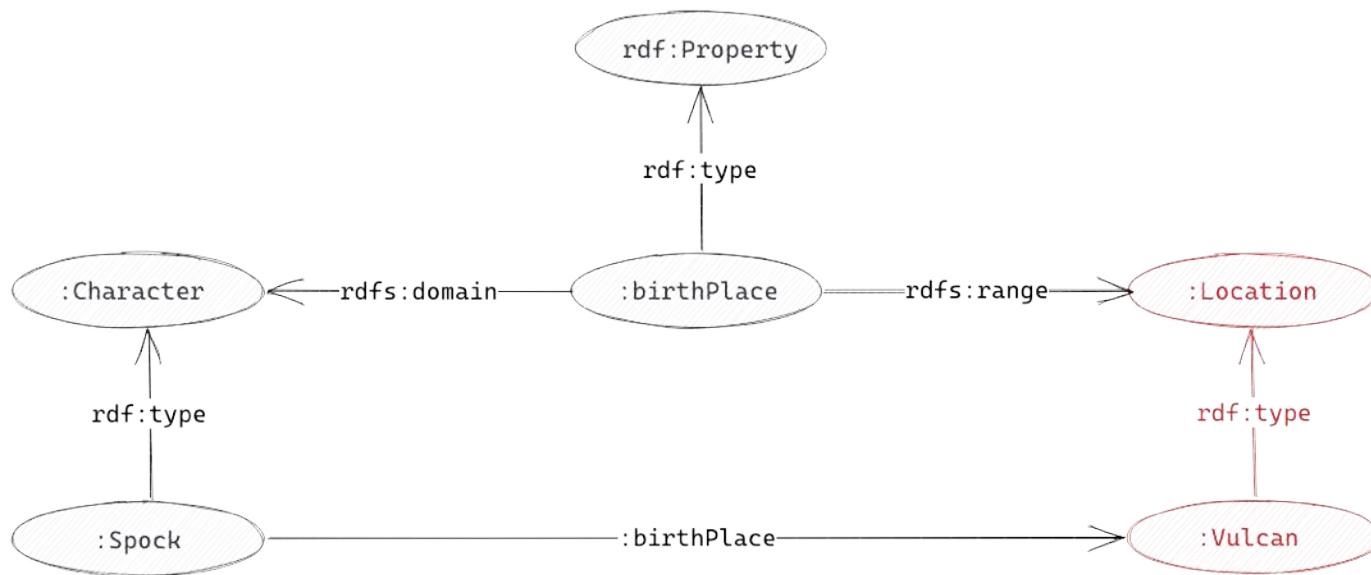 rdf:Property
rdf:type
:Character
rdfs:domain
:birthPlace
rdfs:range
:Location
rdf:type
rdf:type
:Spock
:birthPlace
:Vulcan